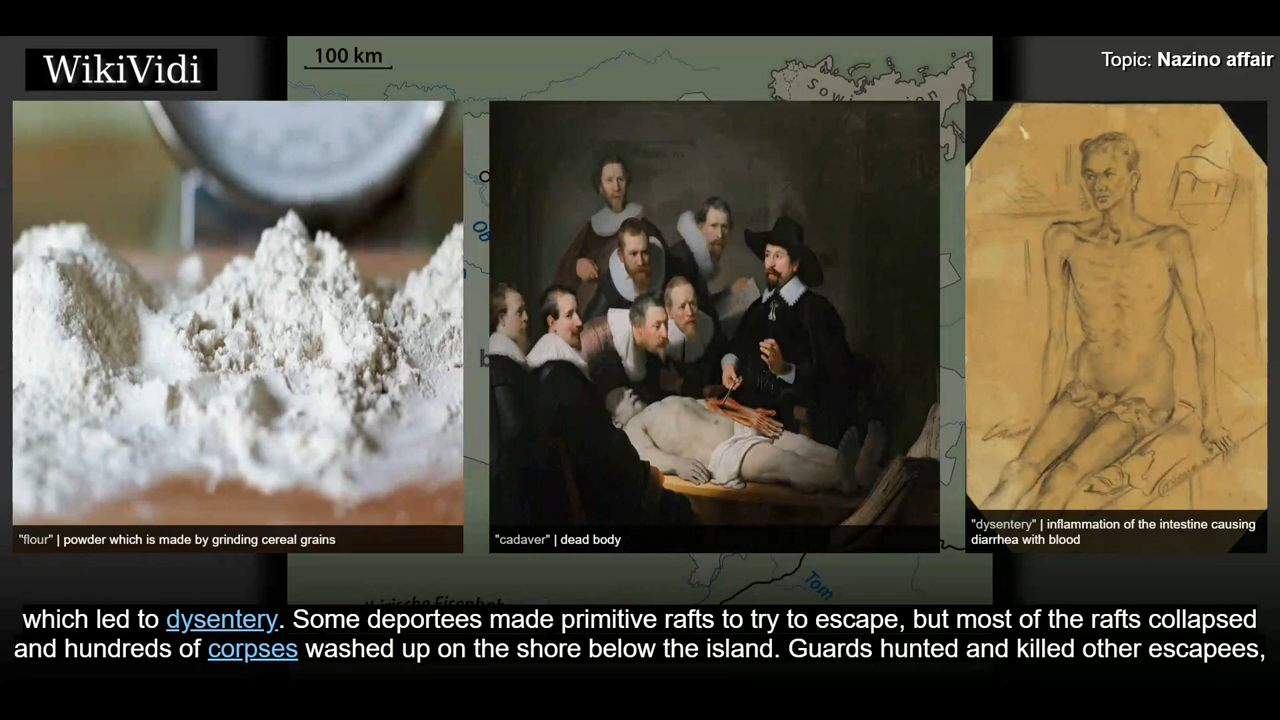 100 km
WikiVidi
Topic: Nazino affair
Ob
"flour" | powder which is made by grinding cereal grains
"cadaver" | dead body
"dysentery" | inflammation of the intestine causing
diarrhea with blood
Tom
which led to dysentery. Some deportees made primitive rafts to try to escape, but most of the rafts collapsed
and hundreds of corpses washed up on the shore below the island. Guards hunted and killed other escapees,